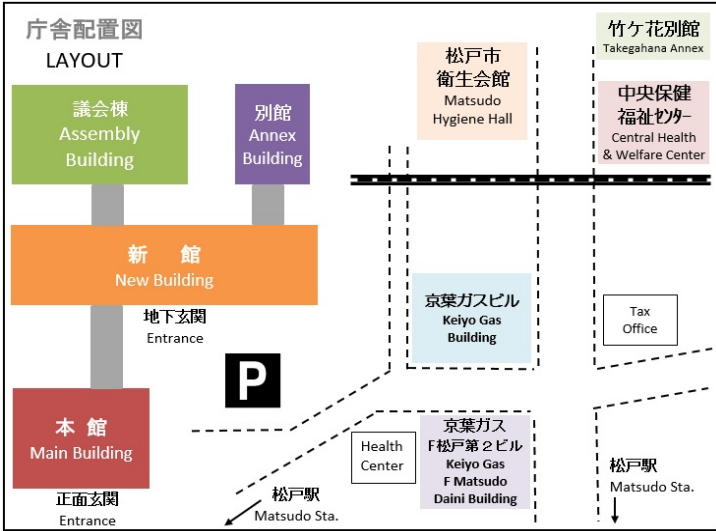 庁舎配置図
LAYOUT
議会棟
Assembly
Building
別館
Annex
Building
新 館
New Building
地下玄関
Entrance
P
本 館
Main Building
正面玄関
Entrance
松戸市
衛生会館
Matsudo
Hygiene Hall
竹ケ花別館
Takegahana Annex
中央保健
福祉センター
Central Health
& Welfare Center
京葉ガスビル
Keiyo Gas
Building
Tax
Office
Health
Center
京葉ガス
F松戸第2ビル
Keiyo Gas
F Matsudo
Daini Building
松戸駅
Matsudo Sta.
松戸駅
Matsudo Sta.